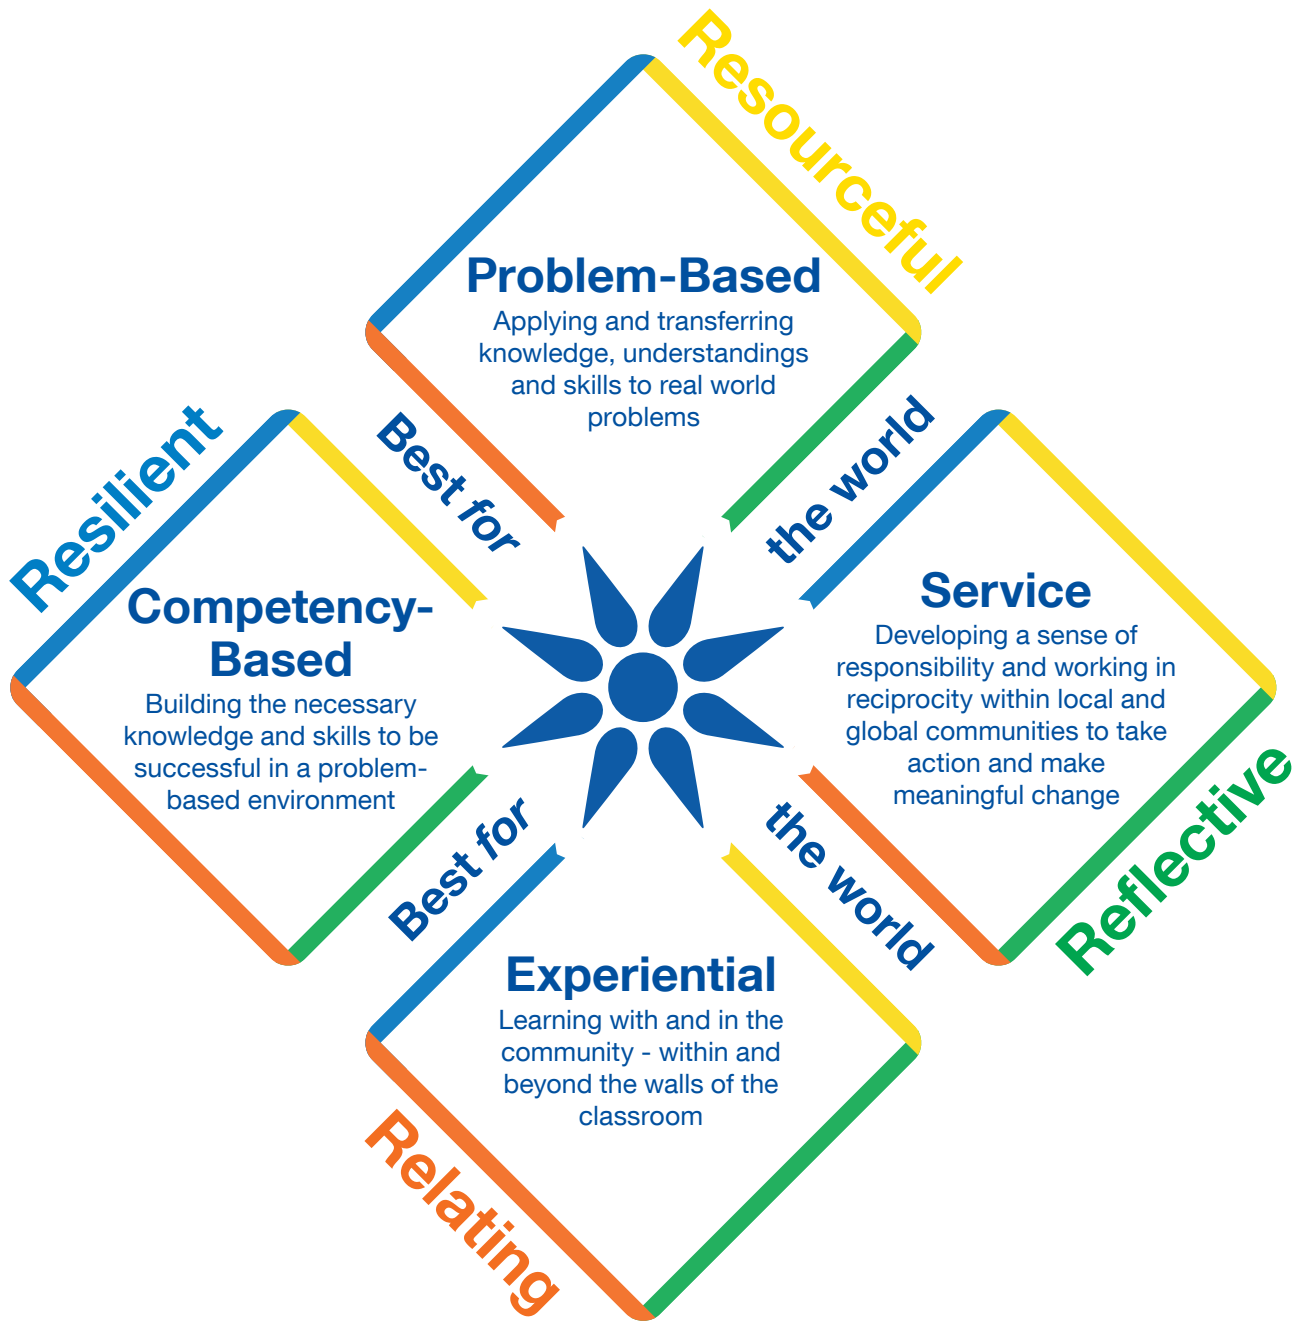 Resourceful
Problem-Based
Applying and transferring
knowledge, understandings
and skills to real world
problems
Resilient
Best for
the world
Competency-
Based
Building the necessary
knowledge and skills to be
successful in a problem-
based environment
Service
Developing a sense of
responsibility and working in
reciprocity within local and
global communities to take
action and make
meaningful change
Reflective
Best for
the world
Experiential
Learning with and in the
community - within and
beyond the walls of the
classroom
Relating